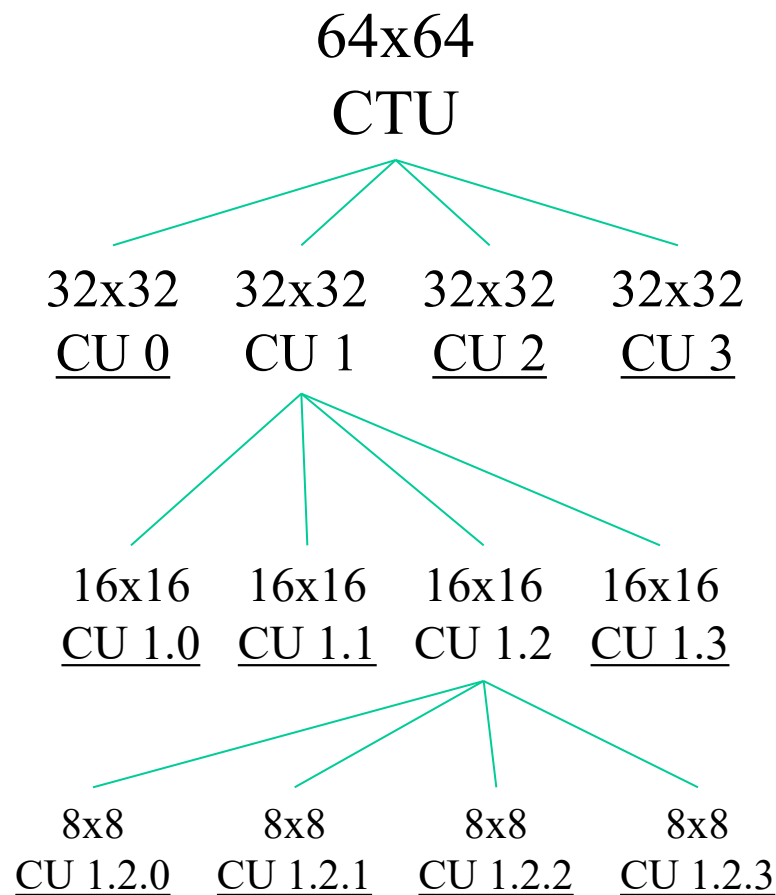 64x64
CTU
32x32 32x32 32x32 32x32
CU 0 CU 1 CU 2 CU 3
16x16 16x16 16x16 16x16
CU 1.0 CU 1.1 CU 1.2 CU 1.3
8x8 8x8 8x8 8x8
CU 1.2.0 CU 1.2.1 CU 1.2.2 CU 1.2.3